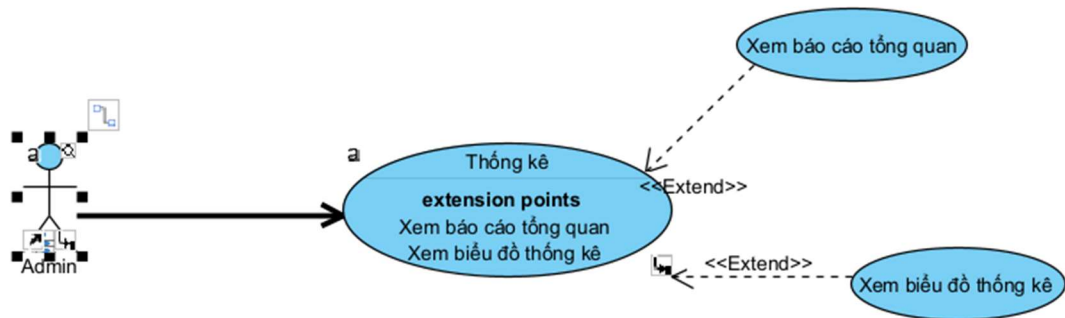 Xem báo cáo tổng quan
a
a
Thống kê
<<Extend>>
extension points
Xem báo cáo tổng quan
Xem biểu đồ thống kê
Admin
<<Extend>>
Xem biểu đồ thống kê